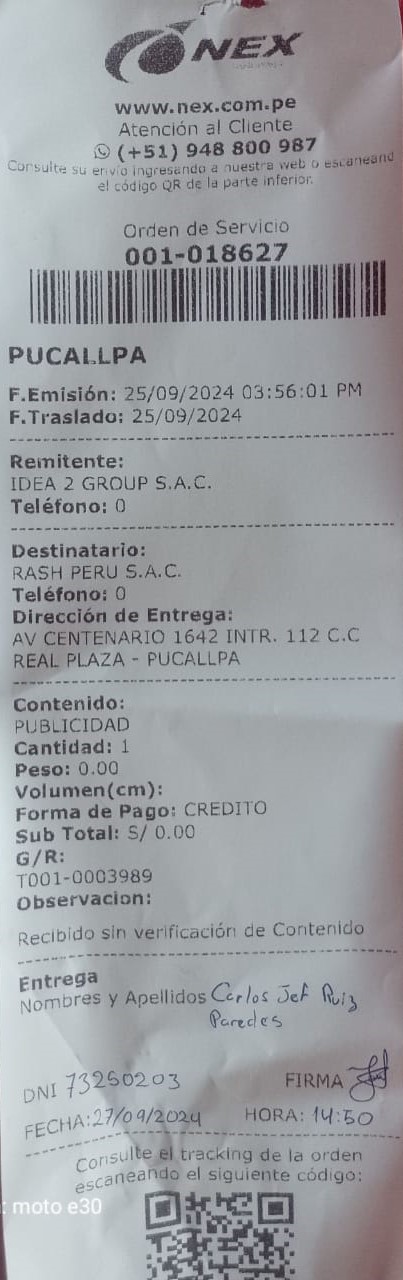 NEX
www.nex.com.pe
Atención al Cliente
(+51) 948 800 987
Consulte su envío ingresando a nuestra web o escaneand
el código QR de la parte inferior.
Orden de Servicio
001-018627
PUCALLPA
F.Emisión: 25/09/2024 03:56:01 PM
F.Traslado: 25/09/2024
Remitente:
IDEA 2 GROUP S.A.C.
Teléfono: 0
Destinatario:
RASH PERU S.A.C.
Teléfono: 0
Dirección de Entrega:
AV CENTENARIO 1642 INTR. 112 C.C
REAL PLAZA - PUCALLPA
Contenido:
PUBLICIDAD
Cantidad: 1
Peso: 0.00
Volumen(cm):
Forma de Pago: CREDITO
Sub Total: S/ 0.00
G/R:
T001-0003989
Observacion:
Recibido sin verificación de Contenido
Entrega
Nombres y Apellidos Carlos Jef Ruiz
Paredes
DNI 73250203 FIRMA
FECHA:27/09/2024 HORA: 14:50
Consulte el tracking de la orden
escaneando el siguiente código:
: moto e30